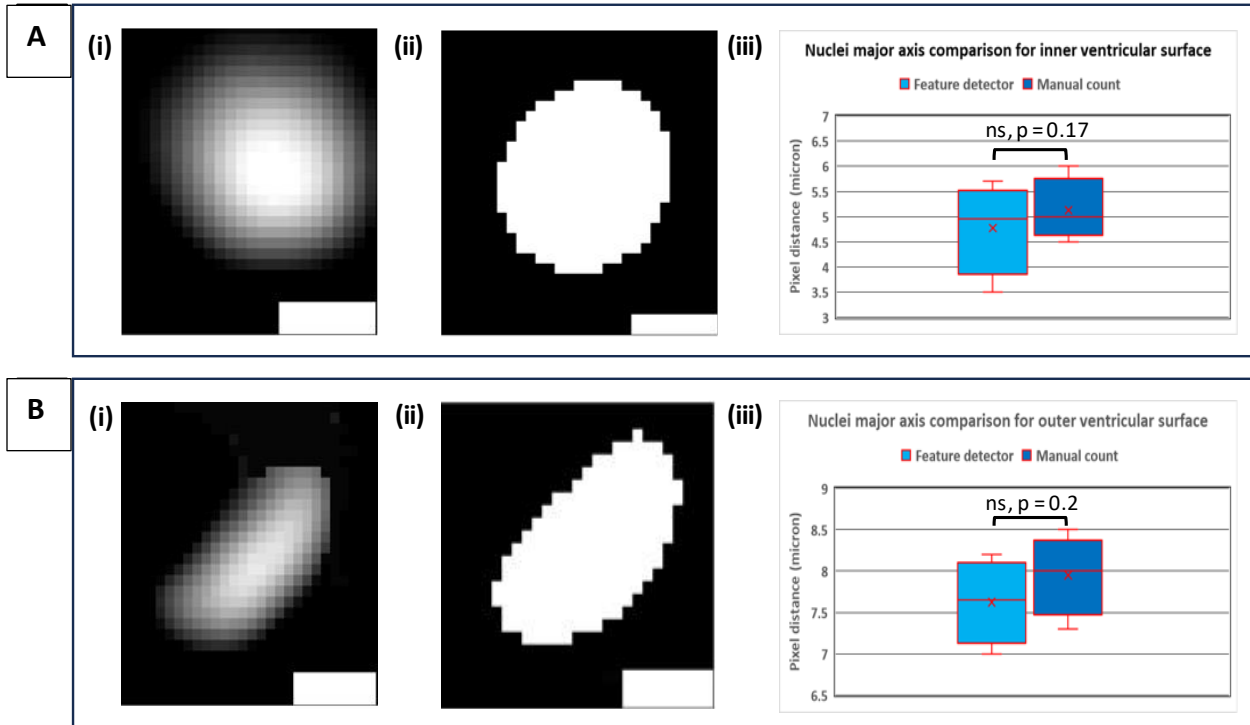 A
(i)
(ii)
(iii)
Nuclei major axis comparison for inner ventricular surface
Feature detector Manual count
Pixel distance (micron)
7
6.5
6
5.5
5
4.5
4
3.5
3
ns, p = 0.17
B
(i)
(ii)
(iii)
Nuclei major axis comparison for outer ventricular surface
Feature detector Manual count
Pixel distance (micron)
9
8.5
8
7.5
7
6.5
ns, p = 0.2